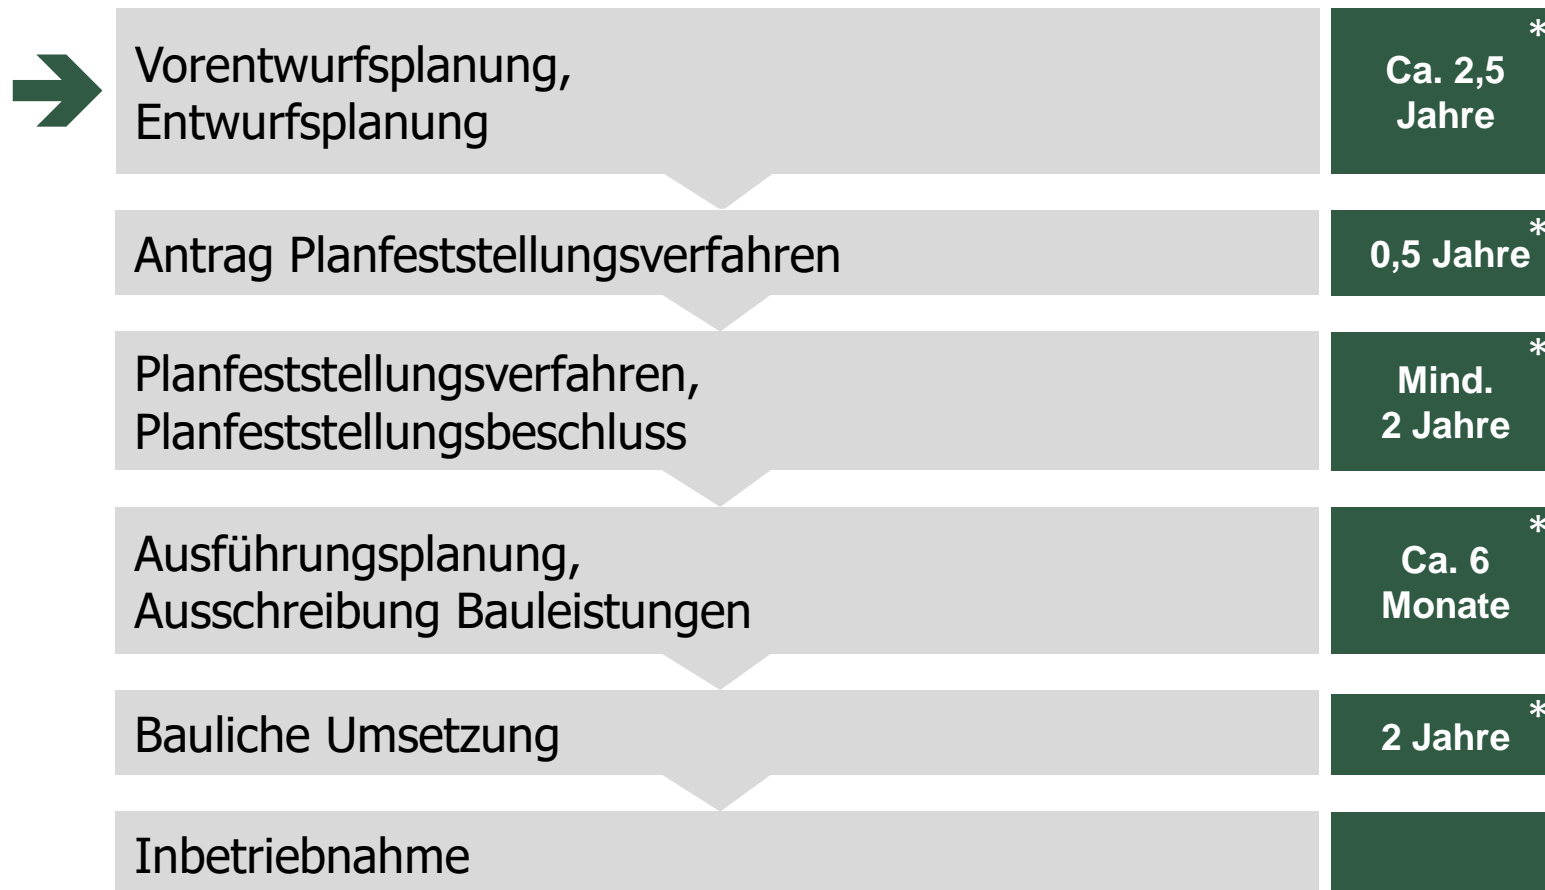 Vorentwurfsplanung,
Entwurfsplanung
*
Ca. 2,5
Jahre
Antrag Planfeststellungsverfahren
*
0,5 Jahre
Planfeststellungsverfahren,
Planfeststellungsbeschluss
*
Mind.
2 Jahre
Ausführungsplanung,
Ausschreibung Bauleistungen
*
Ca. 6
Monate
Bauliche Umsetzung
*
2 Jahre
Inbetriebnahme